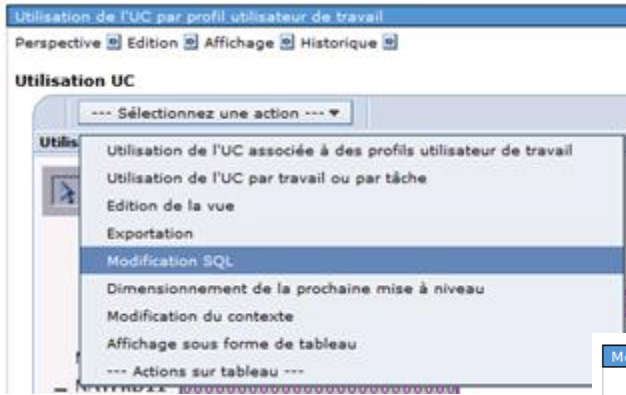 Utilisation de l'UC par profil utilisateur de travail
Perspective Edition Affichage Historique
Utilisation UC
--- Sélectionnez une action ---
Utilis
Utilisation de l'UC associée à des profils utilisateur de travail
Utilisation de l'UC par travail ou par tâche
Edition de la vue
Exportation
Modification SQL
Dimensionnement de la prochaine mise à niveau
Modification du contexte
Affichage sous forme de tableau
--- Actions sur tableau ---